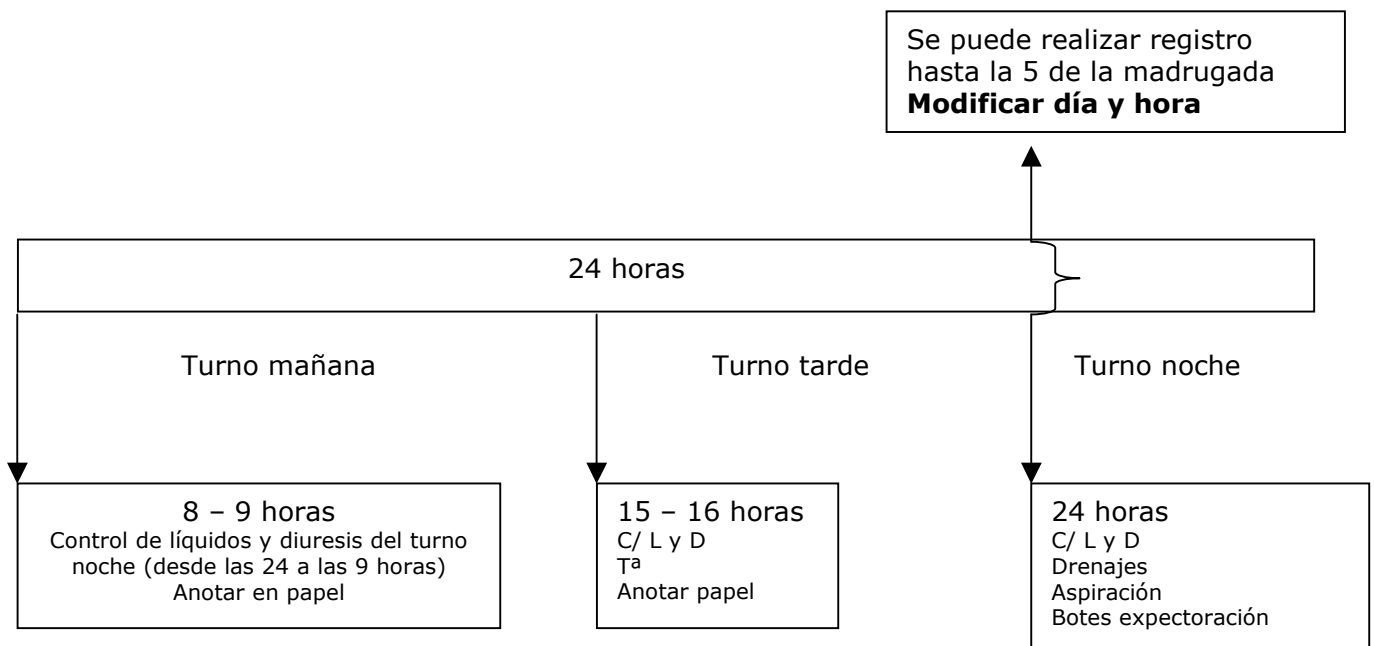 Se puede realizar registro
hasta la 5 de la madrugada
Modificar día y hora
24 horas
Turno mañana
Turno tarde
Turno noche
8 – 9 horas
Control de líquidos y diuresis del turno
noche (desde las 24 a las 9 horas)
Anotar en papel
15 – 16 horas
C/ L y D
Tª
Anotar papel
24 horas
C/ L y D
Drenajes
Aspiración
Botes expectoración